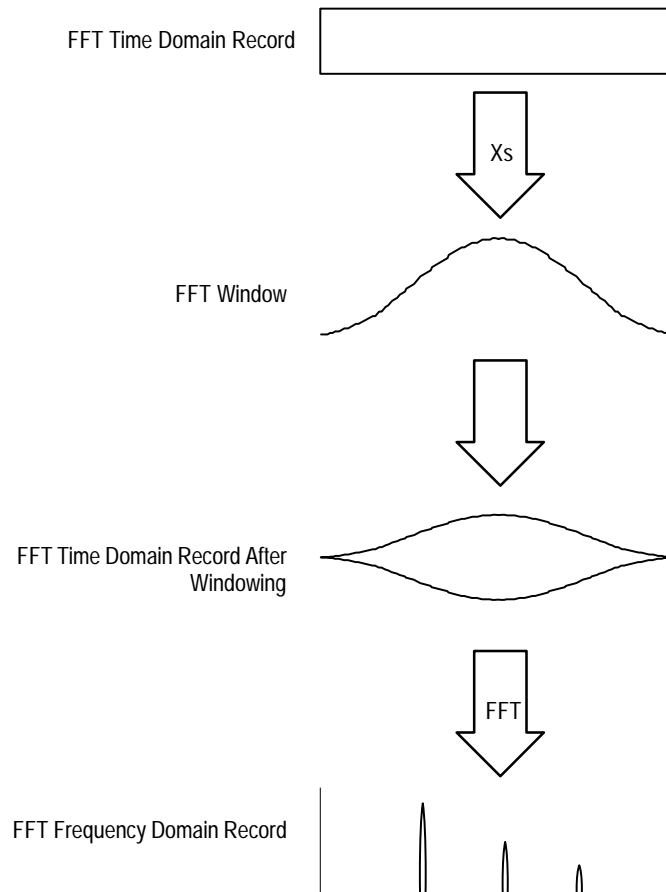 FFT Time Domain Record
Xs
FFT Window
FFT Time Domain Record After
Windowing
FFT
FFT Frequency Domain Record